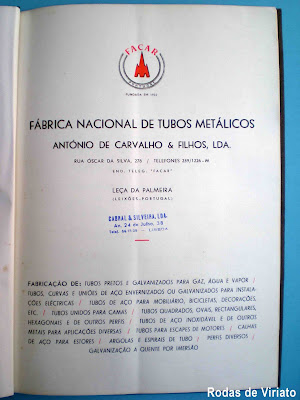 FACAR
FÁBRICA NACIONAL DE TUBOS METÁLICOS
ANTÓNIO DE CARVALHO & FILHOS, LDA.
RUA ÓSCAR DA SILVA, 275 / TELEFONES 259/1226-M
END. TELEG. "FACAR"
LEÇA DA PALMEIRA
(LEIXÕES-PORTUGAL)
CABRAL & SILVEIRA, LDA.
Av. 24 de Julho, 38
FABRICAÇÃO DE: TUBOS PRETOS E GALVANIZADOS PARA GAZ, ÁGUA E VAPOR /
TUBOS, CURVAS E UNIÕES DE AÇO ENVERNIZADOS OU GALVANIZADOS PARA INSTALA-
ÇÕES ELÉCTRICAS / TUBOS DE AÇO PARA MOBILIÁRIO, BICICLETAS, DECORAÇÕES,
ETC. / TUBOS UNIDOS PARA CAMAS / TUBOS QUADRADOS, OVAIS, RECTANGULARES,
HEXAGONAIS E DE OUTROS PERFIS / TUBOS DE AÇO INOXIDÁVEL E DE OUTROS
METAIS PARA APLICAÇÕES DIVERSAS / TUBOS PARA ESCAPES DE MOTORES / CALHAS
DE AÇO PARA ESTORES / ARGOLAS E ESPIRAIS DE TUBO / PERFIS DIVERSOS /
GALVANIZAÇÃO A QUENTE POR IMERSÃO
Rodas de Viriato